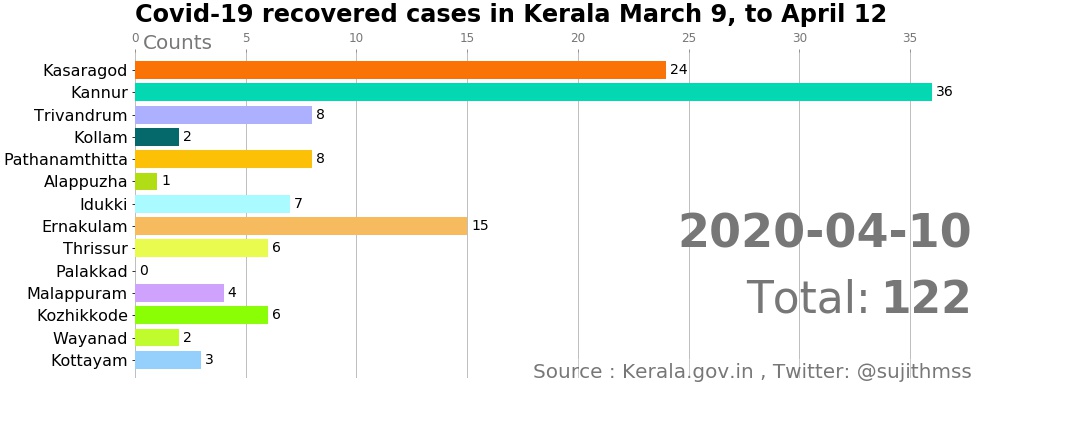 Covid-19 recovered cases in Kerala March 9, to April 12
0 5 10 15 20 25 30 35
Counts
Kasaragod 24
Kannur 36
Trivandrum 8
Kollam 2
Pathanamthitta 8
Alappuzha 1
Idukki 7
Ernakulam 15
Thrissur 6
Palakkad 0
Malappuram 4
Kozhikkode 6
Wayanad 2
Kottayam 3
2020-04-10
Total: 122
Source : Kerala.gov.in , Twitter: @sujithmss